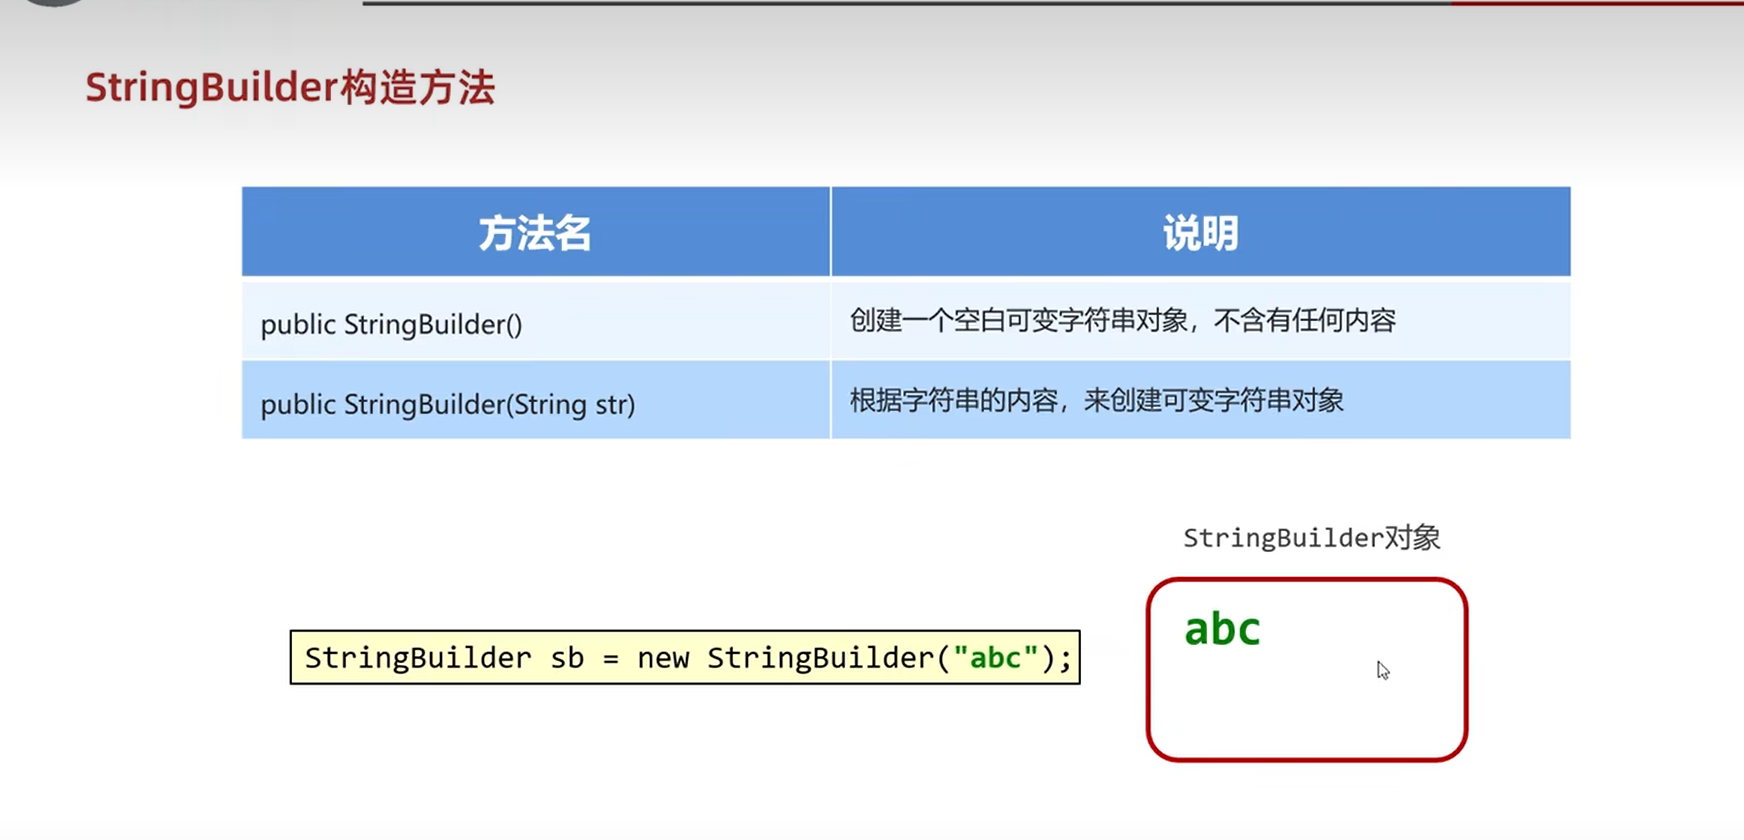 StringBuilder构造方法
方法名
说明
public StringBuilder()
创建一个空白可变字符串对象，不含有任何内容
public StringBuilder(String str)
根据字符串的内容，来创建可变字符串对象
StringBuilder对象
abc
StringBuilder sb = new StringBuilder("abc");